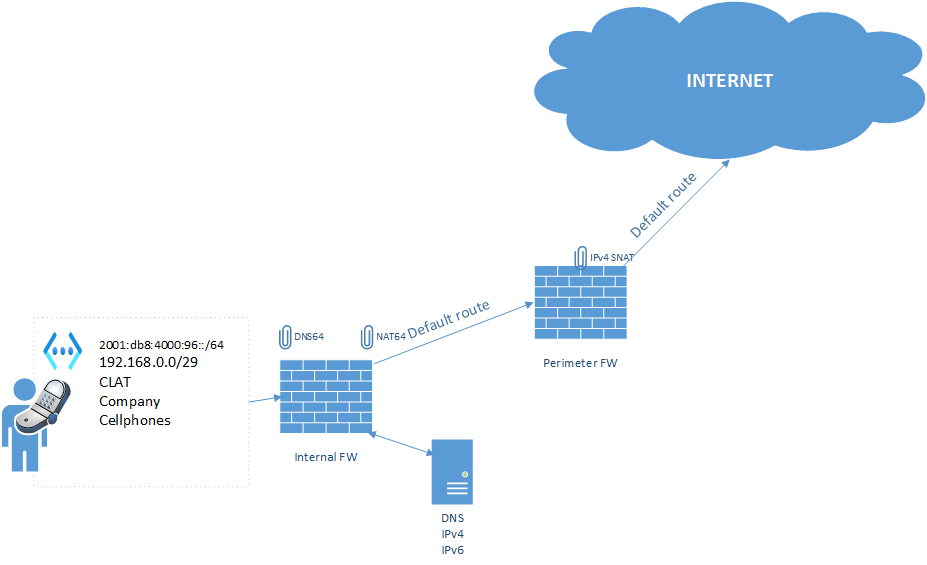 INTERNET
Default route
IPv4 SNAT
Default route
Perimeter FW
DNS64
NAT64
2001:db8:4000:96::/64
192.168.0.0/29
CLAT
Company
Cellphones
Internal FW
DNS
IPv4
IPv6